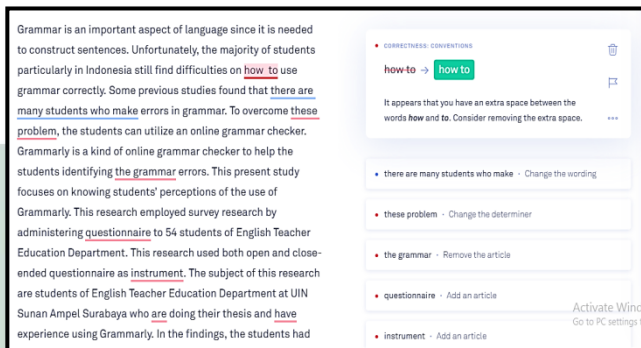 Grammar is an important aspect of language since it is needed
to construct sentences. Unfortunately, the majority of students
particularly in Indonesia still find difficulties on how  to use
grammar correctly. Some previous studies found that there are
many students who make errors in grammar. To overcome these
problem, the students can utilize an online grammar checker.
Grammarly is a kind of online grammar checker to help the
students identifying the grammar errors. This present study
focuses on knowing students' perceptions of the use of
Grammarly. This research employed survey research by
administering questionnaire to 54 students of English Teacher
Education Department. This research used both open and close-
ended questionnaire as instrument. The subject of this research
are students of English Teacher Education Department at UIN
Sunan Ampel Surabaya who are doing their thesis and have
experience using Grammarly. In the findings, the students had
CORRECTNESS: CONVENTIONS
how to → how to
It appears that you have an extra space between the
words how and to. Consider removing the extra space.
there are many students who make · Change the wording
these problem · Change the determiner
the grammar · Remove the article
questionnaire · Add an article
instrument · Add an article
Activate Wind
Go to PC settings t